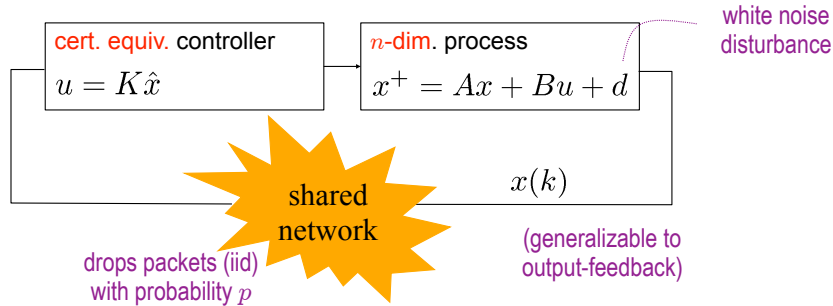 cert. equiv. controller
u = Kx̂
n-dim. process
x⁺ = Ax + Bu + d
white noise
disturbance
shared
network
x(k)
drops packets (iid)
with probability p
(generalizable to
output-feedback)